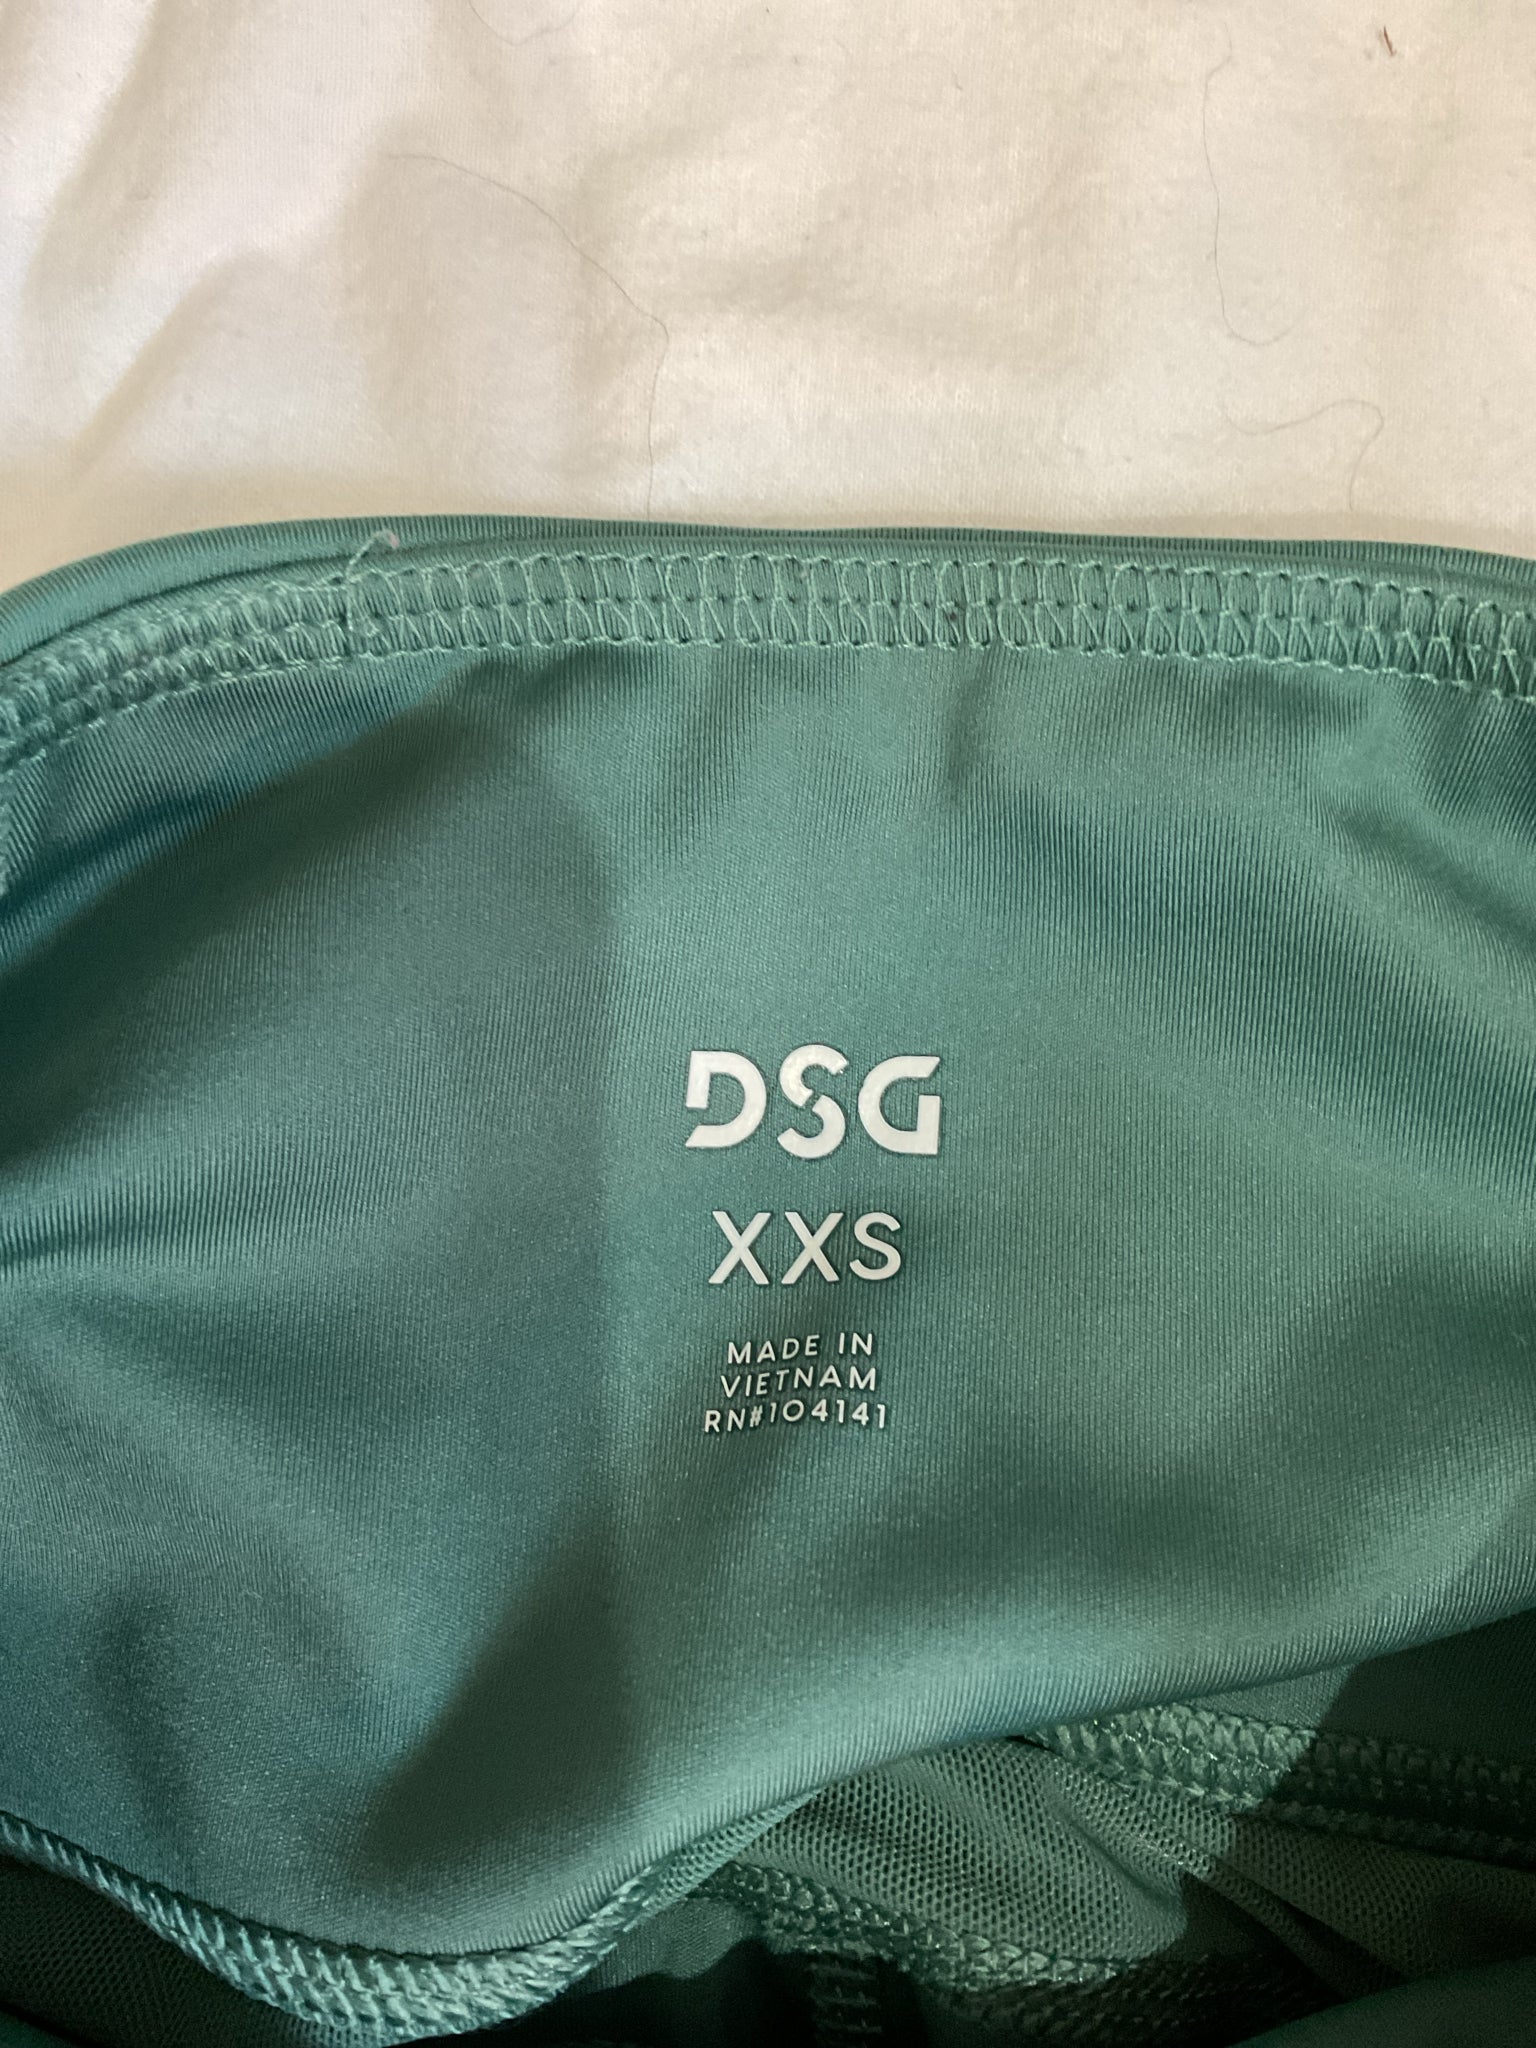 DSG
XXS
MADE IN
VIETNAM
RN#104141